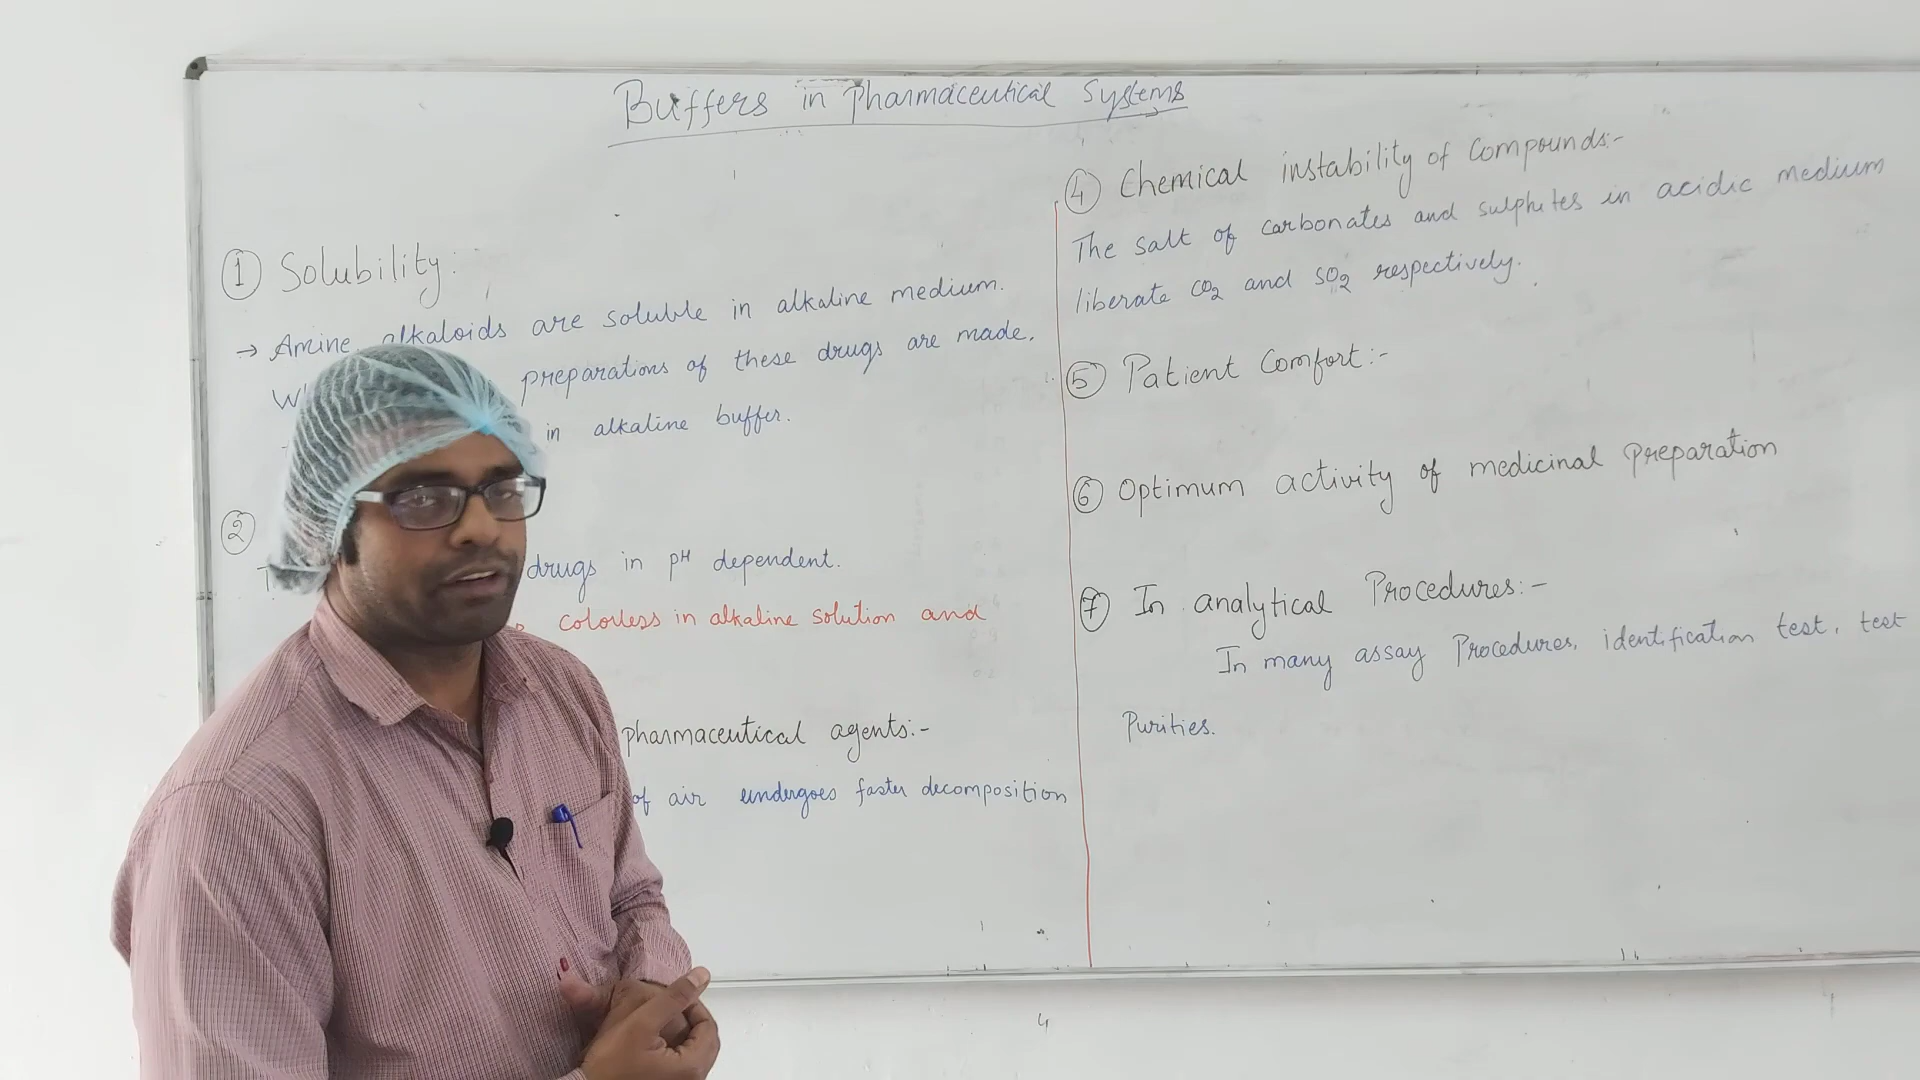 Buffers in Pharmaceutical Systems
① Solubility:
→ Amine alkaloids are soluble in alkaline medium.
preparations of these drugs are made.
in alkaline buffer.
②
drugs in pH dependent.
colorless in alkaline solution and
pharmaceutical agents:-
of air undergoes faster decomposition
④ Chemical instability of Compounds:-
The salt of carbonates and sulphites in acidic medium
liberate CO2 and SO2 respectively.
⑤ Patient Comfort:-
⑥ Optimum activity of medicinal Preparation
⑦ In analytical Procedures:-
In many assay Procedures, identification test, test
Purities.
4